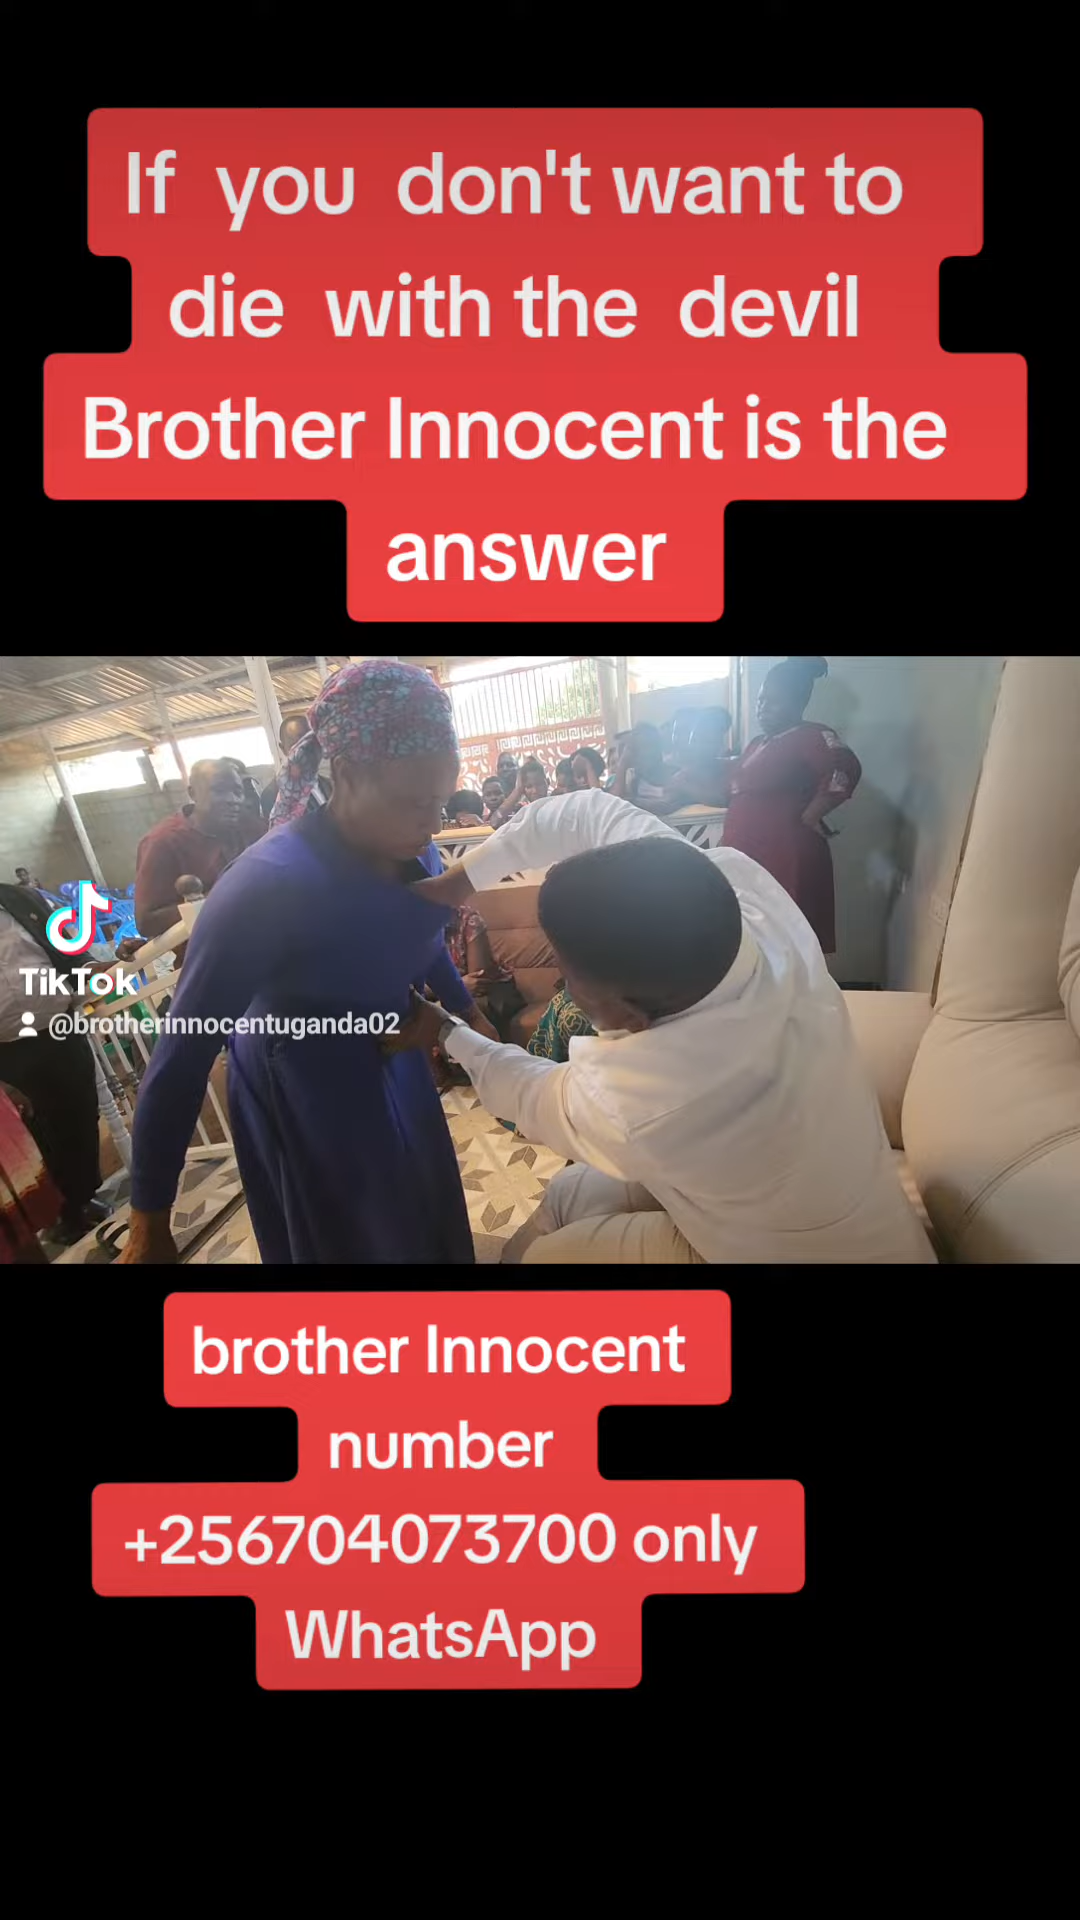 If you don't want to
die with the devil
Brother Innocent is the
answer
TikTok
@brotherinnocentuganda02
brother Innocent
number
+256704073700 only
WhatsApp